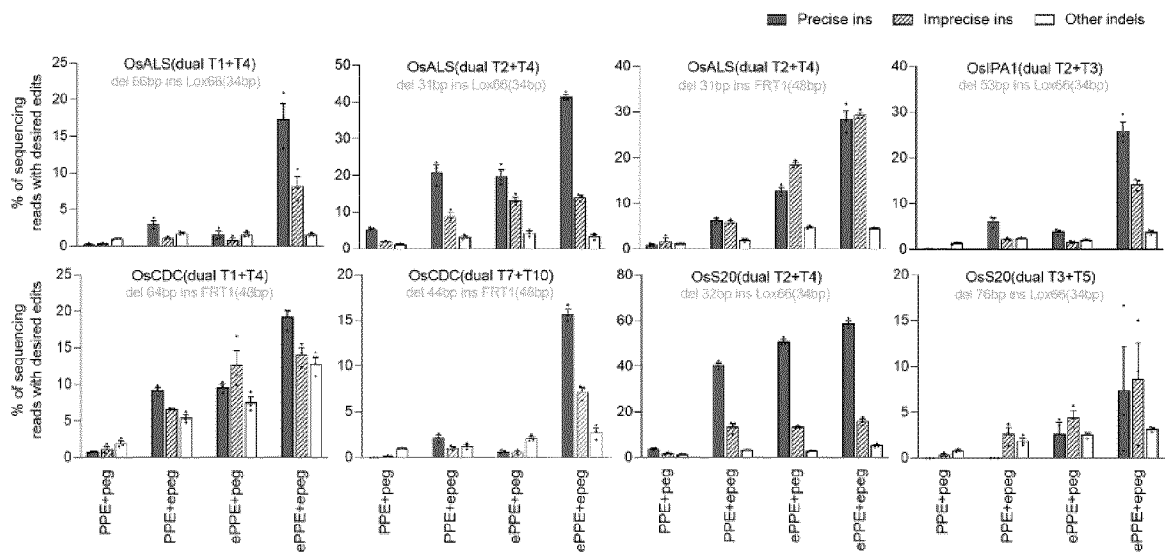 Precise ins Imprecise ins Other indels
% of sequencing
reads with desired edits
OsALS(dual T1+T4)
del 56bp ins Lox66(34bp)
25
20
15
10
5
0
OsALS(dual T2+T4)
del 31bp ins Lox66(34bp)
50
40
30
20
10
0
OsALS(dual T2+T4)
del 31bp ins FRT1(48bp)
40
30
20
10
0
OsIPA1(dual T2+T3)
del 53bp ins Lox66(34bp)
40
30
20
10
0
% of sequencing
reads with desired edits
OsCDC(dual T1+T4)
del 64bp ins FRT1(48bp)
25
20
15
10
5
0
PPE+peg
PPE+epeg
ePPE+peg
ePPE+epeg
OsCDC(dual T7+T10)
del 44bp ins FRT1(48bp)
20
15
10
5
0
PPE+peg
PPE+epeg
ePPE+peg
ePPE+epeg
OsS20(dual T2+T4)
del 32bp ins Lox66(34bp)
80
60
40
20
0
PPE+peg
PPE+epeg
ePPE+peg
ePPE+epeg
OsS20(dual T3+T5)
del 76bp ins Lox66(34bp)
20
15
10
5
0
PPE+peg
PPE+epeg
ePPE+peg
ePPE+epeg